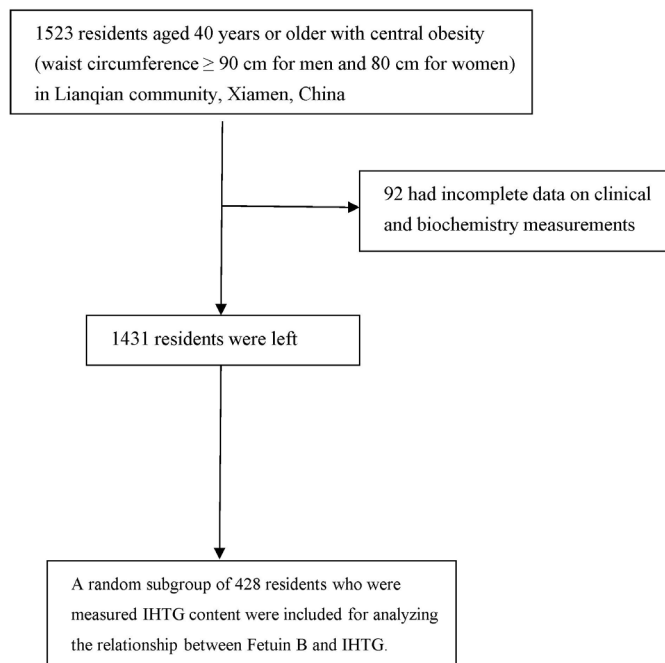 1523 residents aged 40 years or older with central obesity
(waist circumference ≥ 90 cm for men and 80 cm for women)
in Lianqian community, Xiamen, China
92 had incomplete data on clinical
and biochemistry measurements
1431 residents were left
A random subgroup of 428 residents who were
measured IHTG content were included for analyzing
the relationship between Fetuin B and IHTG.